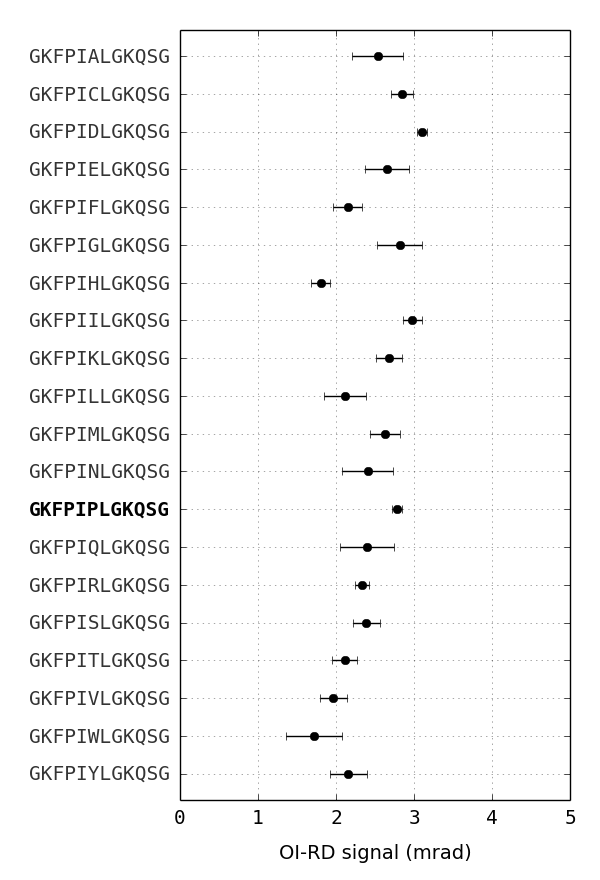 GKFPIALGKQSG
GKFPICLGKQSG
GKFPIDLGKQSG
GKFPIELGKQSG
GKFPIFLGKQSG
GKFPIGLGKQSG
GKFPIHLGKQSG
GKFPIILGKQSG
GKFPIKLGKQSG
GKFPILLGKQSG
GKFPIMLGKQSG
GKFPINLGKQSG
GKFPIPLGKQSG
GKFPIQLGKQSG
GKFPIRLGKQSG
GKFPISLGKQSG
GKFPITLGKQSG
GKFPIVLGKQSG
GKFPIWLGKQSG
GKFPIYLGKQSG
0 1 2 3 4 5
OI-RD signal (mrad)